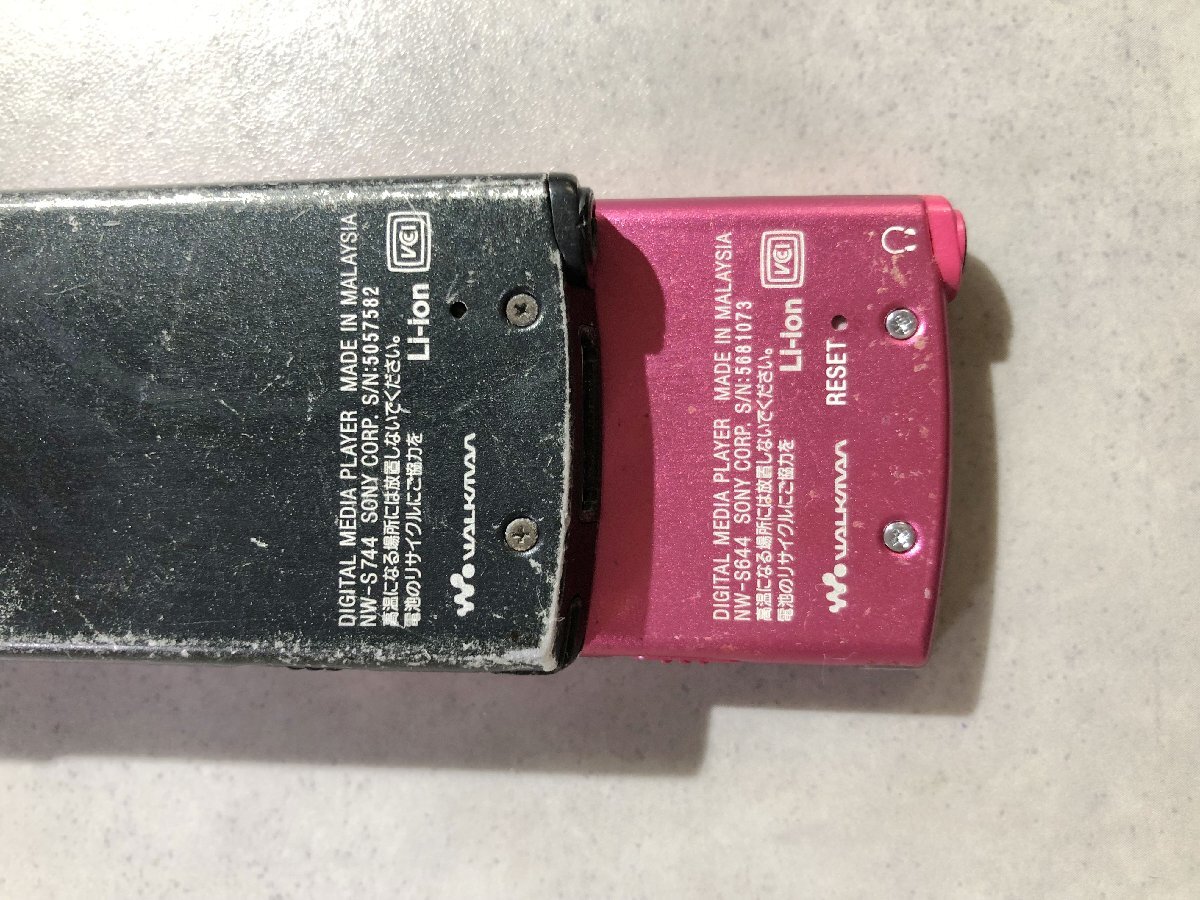 DIGITAL MEDIA PLAYER MADE IN MALAYSIA
NW-S744 SONY CORP. S/N:5057582
高温になる場所には放置しないでください。
電池のリサイクルにご協力を
Li-ion
VCCI
WALKMAN
DIGITAL MEDIA PLAYER MADE IN MALAYSIA
NW-S644 SONY CORP. S/N:5681073
高温になる場所には放置しないでください。
電池のリサイクルにご協力を
Li-ion
VCCI
WALKMAN
RESET